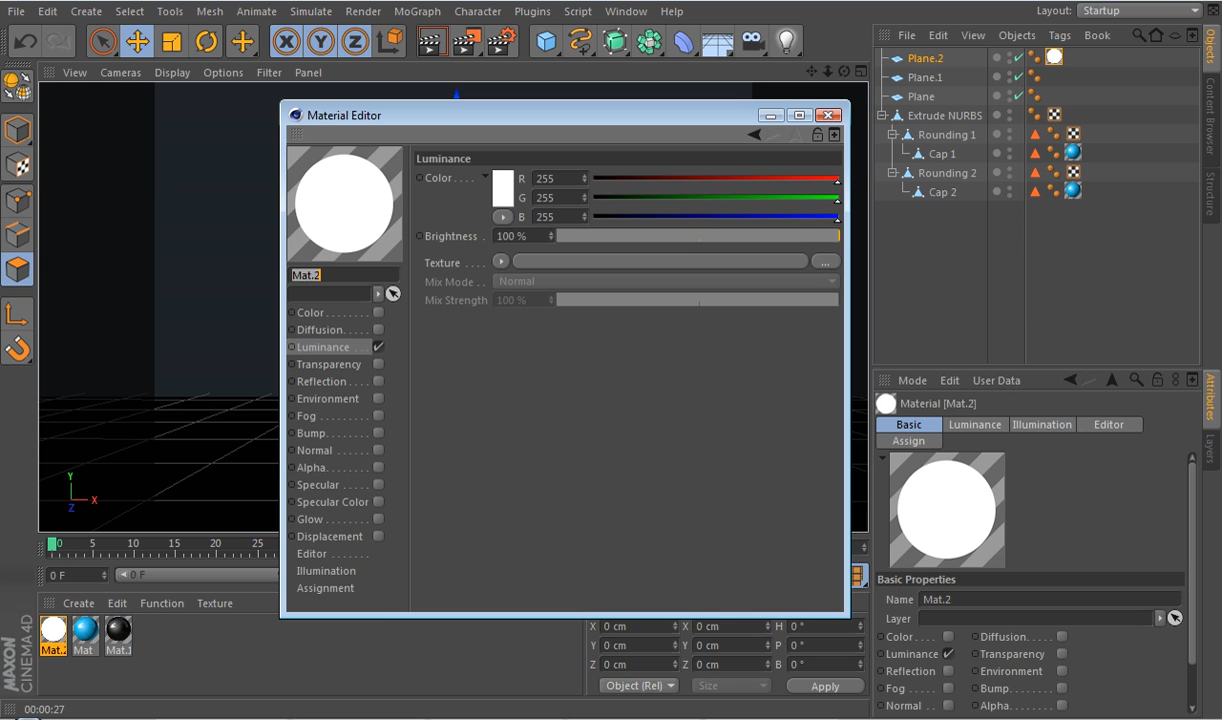 File Edit Create Select Tools Mesh Animate Simulate Render MoGraph Character Plugins Script Window Help Layout: Startup
View Cameras Display Options Filter Panel
File Edit View Objects Tags Book
Plane.2
Plane.1
Plane
Extrude NURBS
Rounding 1
Cap 1
Rounding 2
Cap 2
Objects
Content Browser
Structure
Material Editor
Mat.2
Color . . . . . . . .
Diffusion. . . . .
Luminance . . .
Transparency
Reflection . . . .
Environment
Fog . . . . . . . . .
Bump. . . . . . .
Normal . . . . . .
Alpha. . . . . . .
Specular . . . . .
Specular Color
Glow . . . . . . . .
Displacement
Editor . . . . . . .
Illumination
Assignment
Luminance
Color. . . . R 255
G 255
B 255
Brightness . 100 %
Texture . . . . ...
Mix Mode . . Normal
Mix Strength 100 %
Y
X
Z
0 5 10 15 20 25
0 F 0 F
Create Edit Function Texture
Mat.2 Mat Mat.1
MAXON
CINEMA 4D
X 0 cm X 0 cm H 0 °
Y 0 cm Y 0 cm P 0 °
Z 0 cm Z 0 cm B 0 °
Object (Rel) Size Apply
Mode Edit User Data
Material [Mat.2]
Basic Luminance Illumination Editor
Assign
Basic Properties
Name Mat.2
Layer
Color . . . . Diffusion. . . .
Luminance Transparency
Reflection Environment
Fog . . . . . Bump. . . . . .
Normal . . Alpha. . . . . .
Attributes
Layers
X Y Z
00:00:27